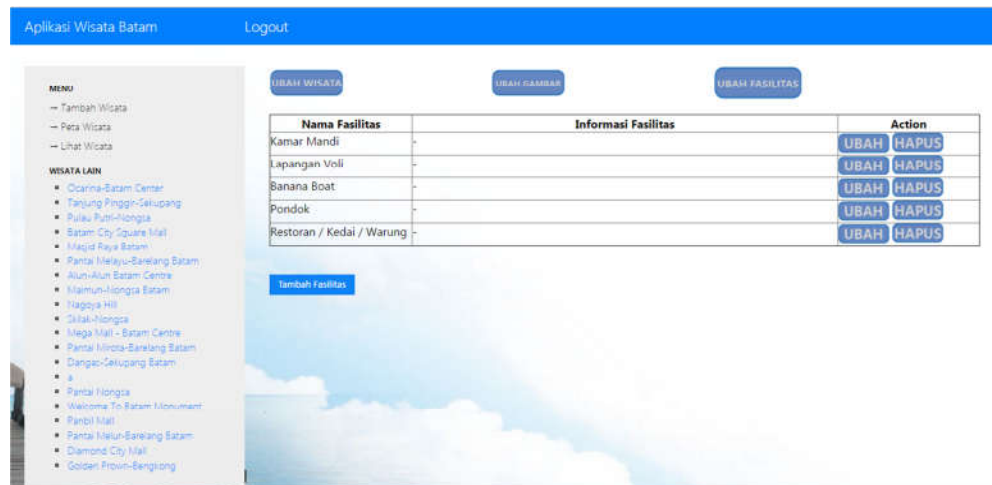 Aplikasi Wisata Batam Logout
UBAH WISATA UBAH GAMBAR UBAH FASILITAS
MENU
→ Tambah Wisata
→ Peta Wisata
→ Lihat Wisata
WISATA LAIN
Ocarina-Batam Center
Tanjung Pinggir-Sekupang
Pulau Putri-Nongsa
Batam City Square Mall
Masjid Raya Batam
Pantai Melayu-Barelang Batam
Alun-Alun Batam Centre
Maimun-Nongsa Batam
Nagoya Hill
Skilak-Nongsa
Mega Mall - Batam Centre
Pantai Mirota-Barelang Batam
Dangas-Sekupang Batam
a
Pantai Nongsa
Welcome To Batam Monument
Panbil Mall
Pantai Melur-Barelang Batam
Diamond City Mall
Golden Prown-Bengkong
Nama Fasilitas Informasi Fasilitas Action
Kamar Mandi - UBAH HAPUS
Lapangan Voli - UBAH HAPUS
Banana Boat - UBAH HAPUS
Pondok - UBAH HAPUS
Restoran / Kedai / Warung - UBAH HAPUS
Tambah Fasilitas